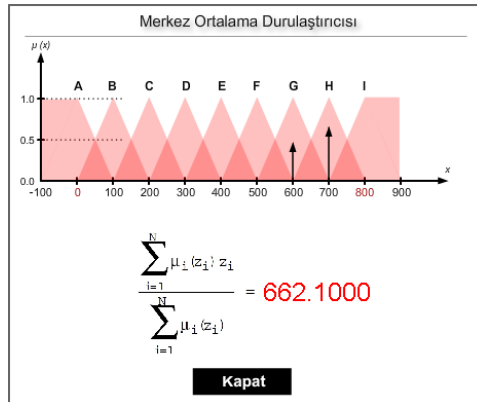 Merkez Ortalama Durulaştırıcısı
μ (x)
A B C D E F G H I
1.0
0.5
0.0
x
-100 0 100 200 300 400 500 600 700 800 900
N
∑ μi(zi) zi
i=1
= 662.1000
N
∑ μi(zi)
i=1
Kapat